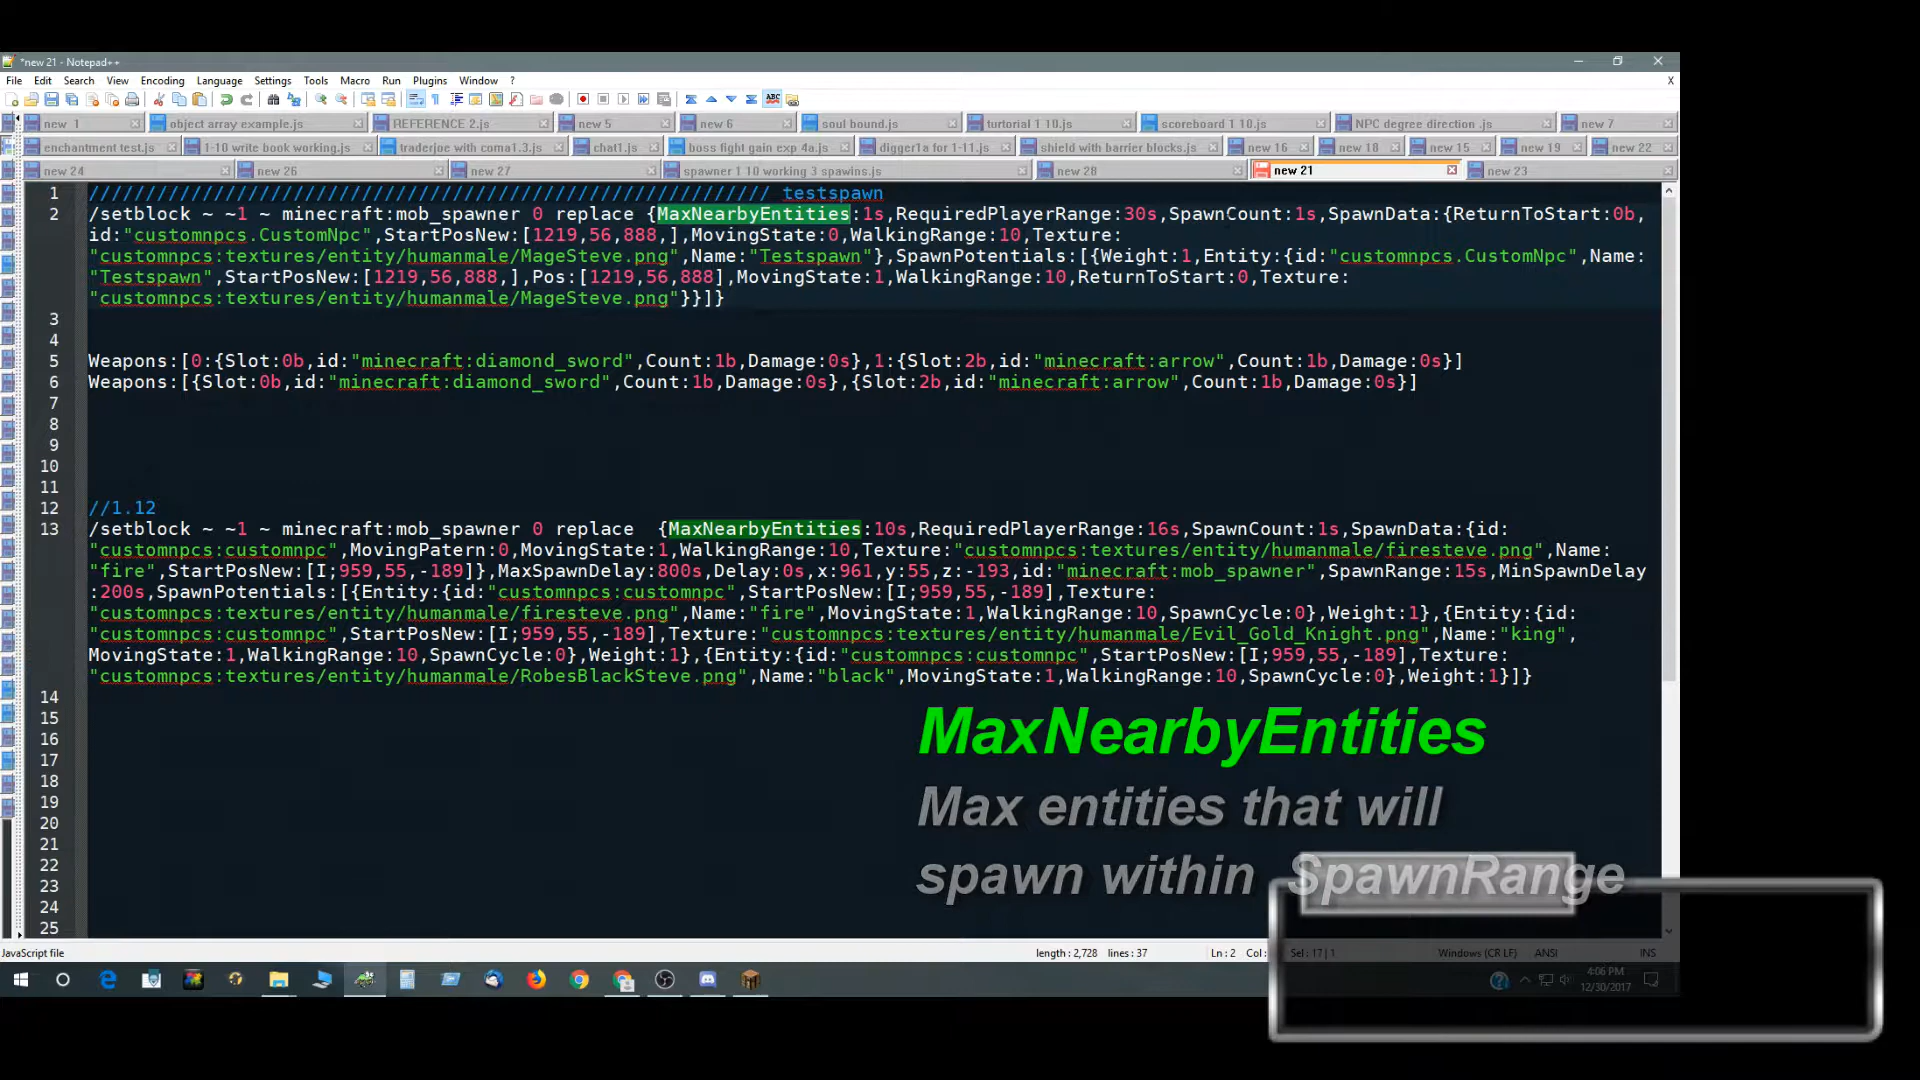 *new 21 - Notepad++
File Edit Search View Encoding Language Settings Tools Macro Run Plugins Window ? X
new 1 object array example.js REFERENCE 2.js new 5 new 6 soul bound.js turtorial 1 10.js scoreboard 1 10.js NPC degree direction .js new 7
enchantment test.js 1-10 write book working.js traderjoe with coma1.3.js chat1.js boss fight gain exp 4a.js digger1a for 1-11.js shield with barrier blocks.js new 16 new 18 new 15 new 19 new 22
new 24 new 26 new 27 spawner 1 10 working 3 spawins.js new 28 new 21 new 23
1 //////////////////////////////////////////////////////////// testspawn
2 /setblock ~ ~1 ~ minecraft:mob_spawner 0 replace {MaxNearbyEntities:1s,RequiredPlayerRange:30s,SpawnCount:1s,SpawnData:{ReturnToStart:0b,
id:"customnpcs.CustomNpc",StartPosNew:[1219,56,888,],MovingState:0,WalkingRange:10,Texture:
"customnpcs:textures/entity/humanmale/MageSteve.png",Name:"Testspawn"},SpawnPotentials:[{Weight:1,Entity:{id:"customnpcs.CustomNpc",Name:
"Testspawn",StartPosNew:[1219,56,888,],Pos:[1219,56,888],MovingState:1,WalkingRange:10,ReturnToStart:0,Texture:
"customnpcs:textures/entity/humanmale/MageSteve.png"}}]}
3
4
5 Weapons:[0:{Slot:0b,id:"minecraft:diamond_sword",Count:1b,Damage:0s},1:{Slot:2b,id:"minecraft:arrow",Count:1b,Damage:0s}]
6 Weapons:[{Slot:0b,id:"minecraft:diamond_sword",Count:1b,Damage:0s},{Slot:2b,id:"minecraft:arrow",Count:1b,Damage:0s}]
7
8
9
10
11
12 //1.12
13 /setblock ~ ~1 ~ minecraft:mob_spawner 0 replace  {MaxNearbyEntities:10s,RequiredPlayerRange:16s,SpawnCount:1s,SpawnData:{id:
"customnpcs:customnpc",MovingPatern:0,MovingState:1,WalkingRange:10,Texture:"customnpcs:textures/entity/humanmale/firesteve.png",Name:
"fire",StartPosNew:[I;959,55,-189]},MaxSpawnDelay:800s,Delay:0s,x:961,y:55,z:-193,id:"minecraft:mob_spawner",SpawnRange:15s,MinSpawnDelay
:200s,SpawnPotentials:[{Entity:{id:"customnpcs:customnpc",StartPosNew:[I;959,55,-189],Texture:
"customnpcs:textures/entity/humanmale/firesteve.png",Name:"fire",MovingState:1,WalkingRange:10,SpawnCycle:0},Weight:1},{Entity:{id:
"customnpcs:customnpc",StartPosNew:[I;959,55,-189],Texture:"customnpcs:textures/entity/humanmale/Evil_Gold_Knight.png",Name:"king",
MovingState:1,WalkingRange:10,SpawnCycle:0},Weight:1},{Entity:{id:"customnpcs:customnpc",StartPosNew:[I;959,55,-189],Texture:
"customnpcs:textures/entity/humanmale/RobesBlackSteve.png",Name:"black",MovingState:1,WalkingRange:10,SpawnCycle:0},Weight:1}]}
14
15
16
17
18
19
20
21
22
23
24
25
MaxNearbyEntities
Max entities that will
spawn within SpawnRange
JavaScript file length : 2,728 lines : 37 Ln : 2 Col : Sel : 17 | 1 Windows (CR LF) ANSI INS
4:06 PM
12/30/2017